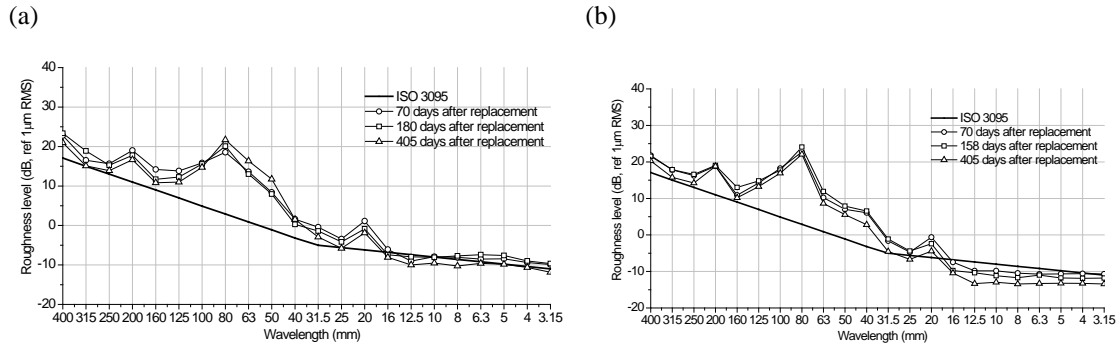 (a)
(b)
Roughness level (dB, ref 1μm RMS)
40
30
20
10
0
-10
-20
ISO 3095
70 days after replacement
180 days after replacement
405 days after replacement
400 315 250 200 160 125 100 80 63 50 40 31.5 25 20 16 12.5 10 8 6.3 5 4 3.15
Wavelength (mm)
Roughness level (dB, ref 1μm RMS)
40
30
20
10
0
-10
-20
ISO 3095
70 days after replacement
158 days after replacement
405 days after replacement
400 315 250 200 160 125 100 80 63 50 40 31.5 25 20 16 12.5 10 8 6.3 5 4 3.15
Wavelength (mm)